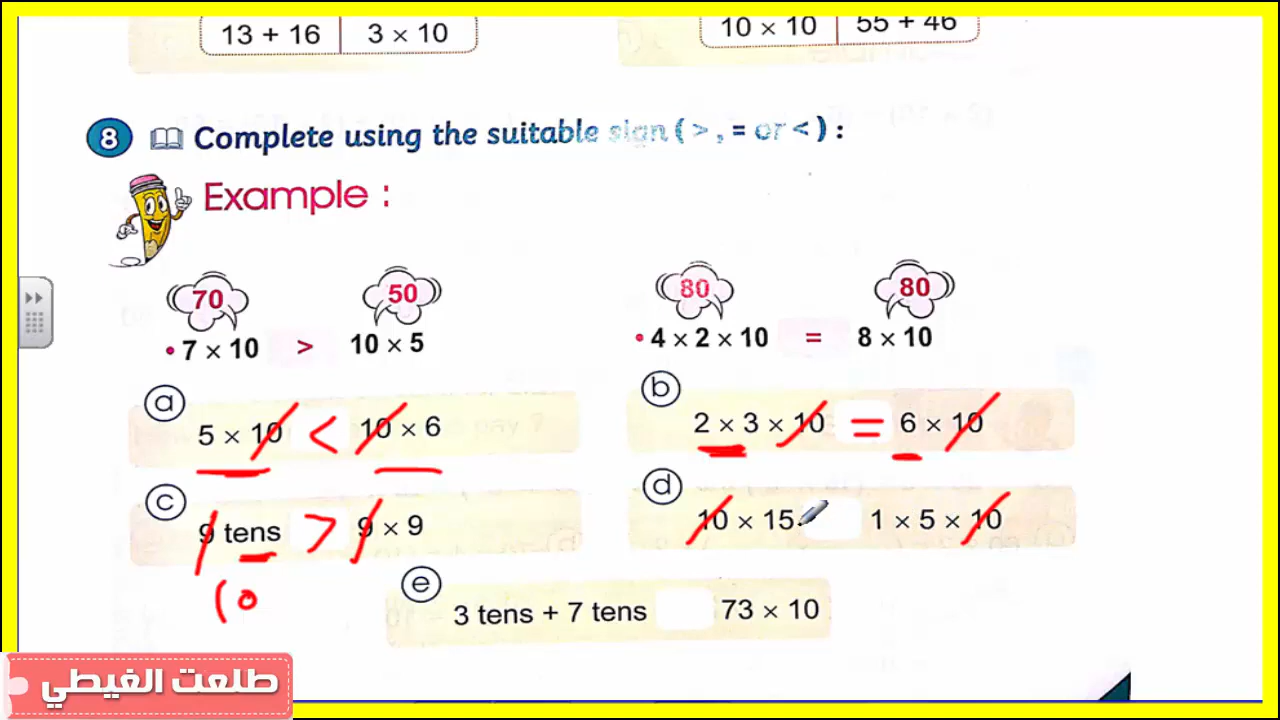 13 + 16 3 × 10
10 × 10 55 + 46
8 Complete using the suitable sign ( > , = or < ) :
Example :
70 50
• 7 × 10 > 10 × 5
80 80
• 4 × 2 × 10 = 8 × 10
a 5 × 10 < 10 × 6
b 2 × 3 × 10 = 6 × 10
c 9 tens > 9 × 9
10
d 10 × 15 1 × 5 × 10
e 3 tens + 7 tens 73 × 10
طلعت الغيطي